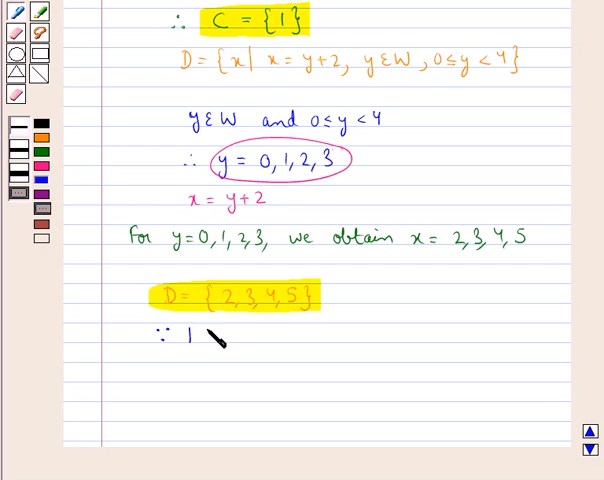 ∴ C = {1}
D = {x| x = y+2, y∈W, 0≤y<4}
y∈W and 0≤y<4
∴ y = 0,1,2,3
x = y+2
For y=0,1,2,3, we obtain x = 2,3,4,5
D = {2,3,4,5}
∵ 1